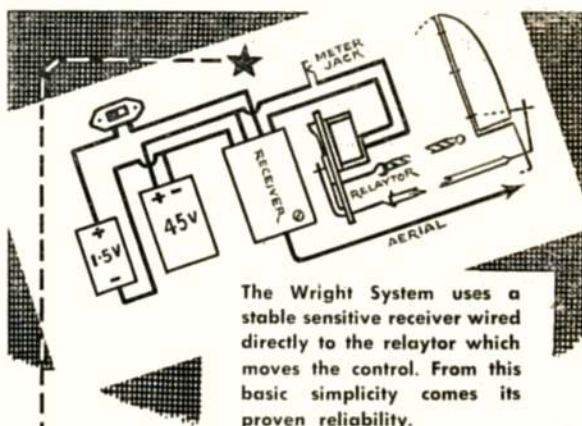 METER
JACK
RECEIVER
RELAYTOR
+ -
45V
+
1.5V
-
AERIAL
The Wright System uses a
stable sensitive receiver wired
directly to the relaytor which
moves the control. From this
basic simplicity comes its
proven reliability.